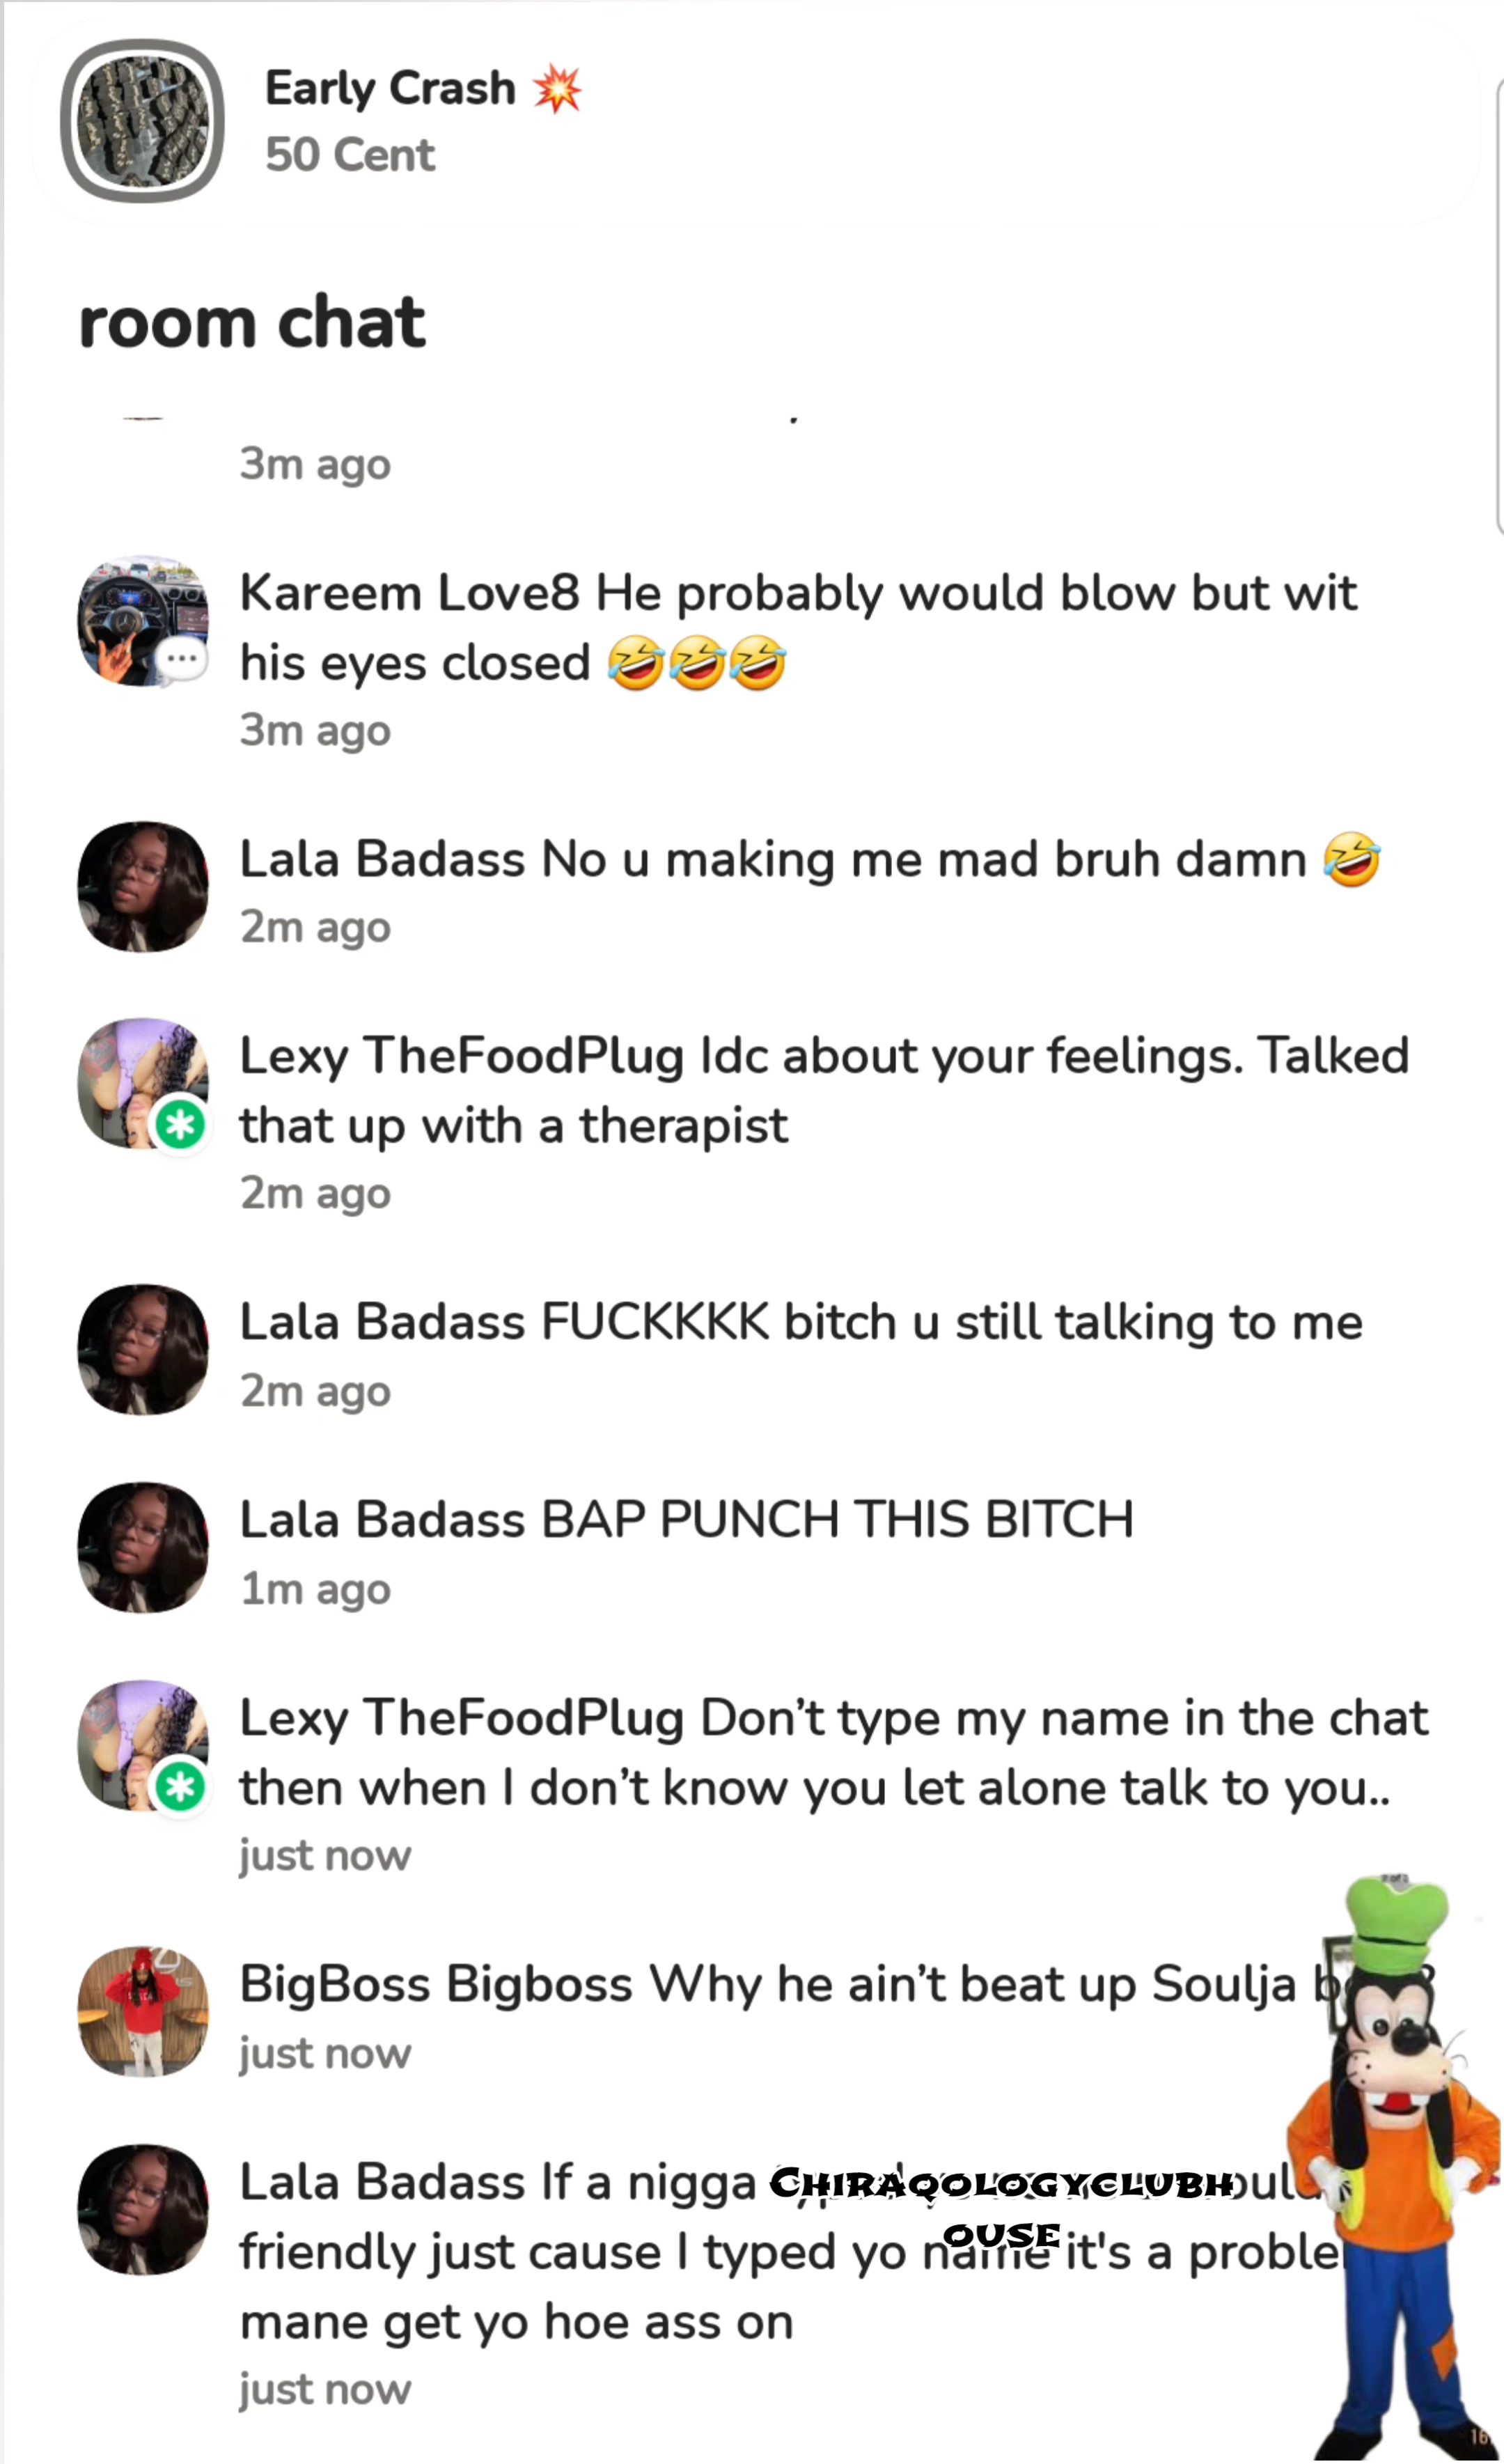 Early Crash 💥
50 Cent
room chat
3m ago
Kareem Love8 He probably would blow but wit
his eyes closed 🤣🤣🤣
3m ago
Lala Badass No u making me mad bruh damn 🤣
2m ago
Lexy TheFoodPlug Idc about your feelings. Talked
that up with a therapist
2m ago
Lala Badass FUCKKKK bitch u still talking to me
2m ago
Lala Badass BAP PUNCH THIS BITCH
1m ago
Lexy TheFoodPlug Don't type my name in the chat
then when I don't know you let alone talk to you..
just now
BigBoss Bigboss Why he ain't beat up Soulja
just now
Lala Badass If a nigga
Chiraqologyclubh
ouse
friendly just cause I typed yo name it's a
mane get yo hoe ass on
just now